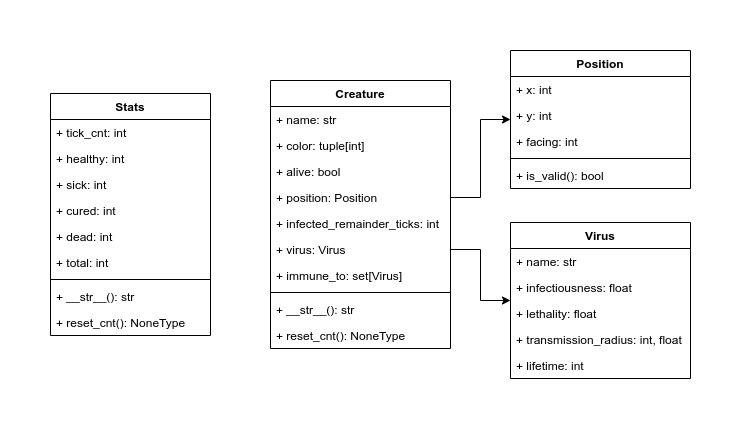 Stats
+ tick_cnt: int
+ healthy: int
+ sick: int
+ cured: int
+ dead: int
+ total: int
+ __str__(): str
+ reset_cnt(): NoneType
Creature
+ name: str
+ color: tuple[int]
+ alive: bool
+ position: Position
+ infected_remainder_ticks: int
+ virus: Virus
+ immune_to: set[Virus]
+ __str__(): str
+ reset_cnt(): NoneType
Position
+ x: int
+ y: int
+ facing: int
+ is_valid(): bool
Virus
+ name: str
+ infectiousness: float
+ lethality: float
+ transmission_radius: int, float
+ lifetime: int